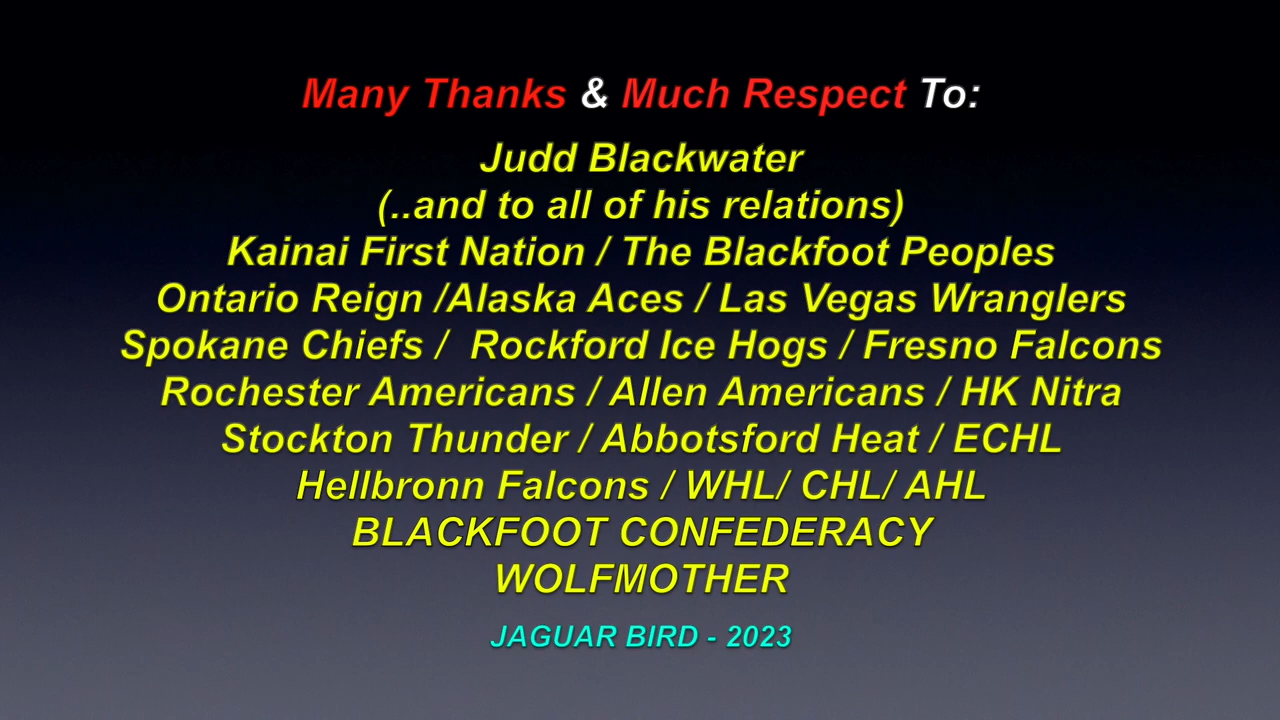 Many Thanks & Much Respect To:
Judd Blackwater
(..and to all of his relations)
Kainai First Nation / The Blackfoot Peoples
Ontario Reign /Alaska Aces / Las Vegas Wranglers
Spokane Chiefs /  Rockford Ice Hogs / Fresno Falcons
Rochester Americans / Allen Americans / HK Nitra
Stockton Thunder / Abbotsford Heat / ECHL
Hellbronn Falcons / WHL/ CHL/ AHL
BLACKFOOT CONFEDERACY
WOLFMOTHER
JAGUAR BIRD - 2023